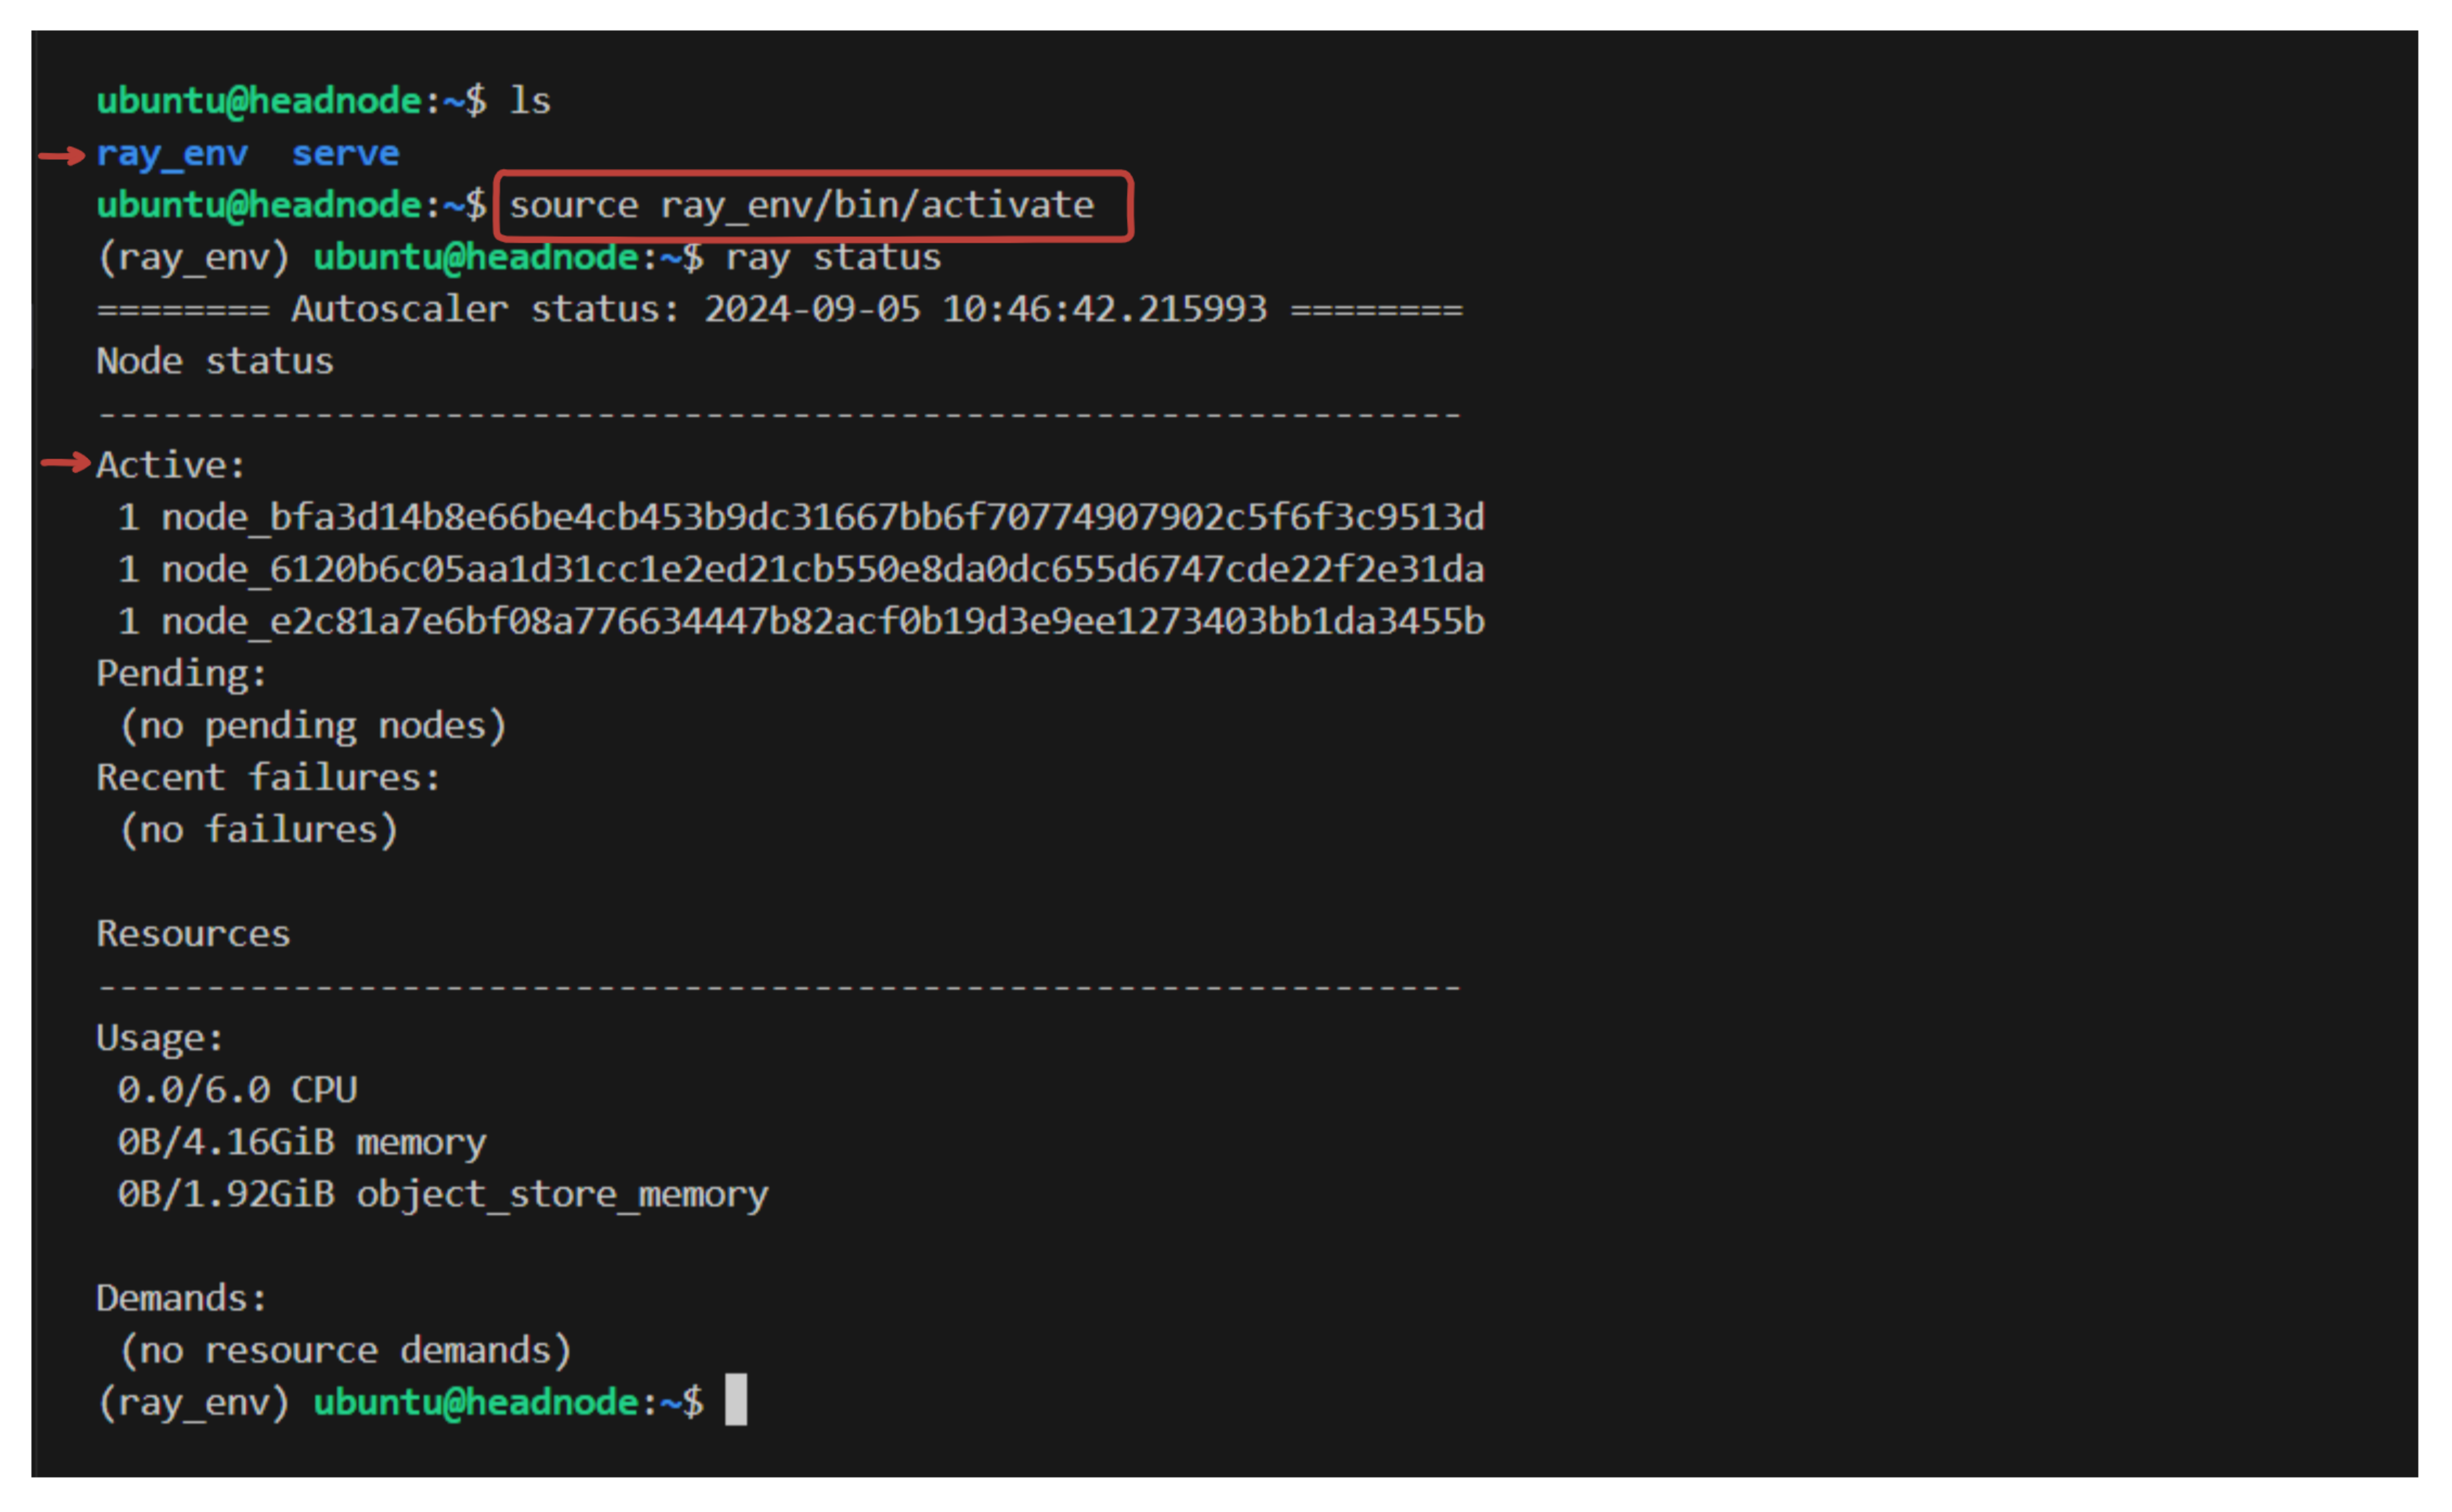 ubuntu@headnode:~$ ls
ray_env  serve
ubuntu@headnode:~$ source ray_env/bin/activate
(ray_env) ubuntu@headnode:~$ ray status
======== Autoscaler status: 2024-09-05 10:46:42.215993 ========
Node status
---------------------------------------------------------------
Active:
 1 node_bfa3d14b8e66be4cb453b9dc31667bb6f70774907902c5f6f3c9513d
 1 node_6120b6c05aa1d31cc1e2ed21cb550e8da0dc655d6747cde22f2e31da
 1 node_e2c81a7e6bf08a776634447b82acf0b19d3e9ee1273403bb1da3455b
Pending:
 (no pending nodes)
Recent failures:
 (no failures)

Resources
---------------------------------------------------------------
Usage:
 0.0/6.0 CPU
 0B/4.16GiB memory
 0B/1.92GiB object_store_memory

Demands:
 (no resource demands)
(ray_env) ubuntu@headnode:~$